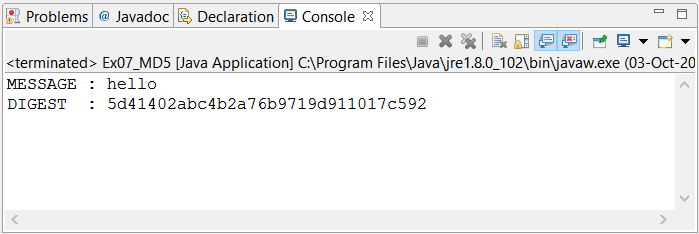 Problems @ Javadoc Declaration Console
<terminated> Ex07_MD5 [Java Application] C:\Program Files\Java\jre1.8.0_102\bin\javaw.exe (03-Oct-20
MESSAGE : hello
DIGEST  : 5d41402abc4b2a76b9719d911017c592